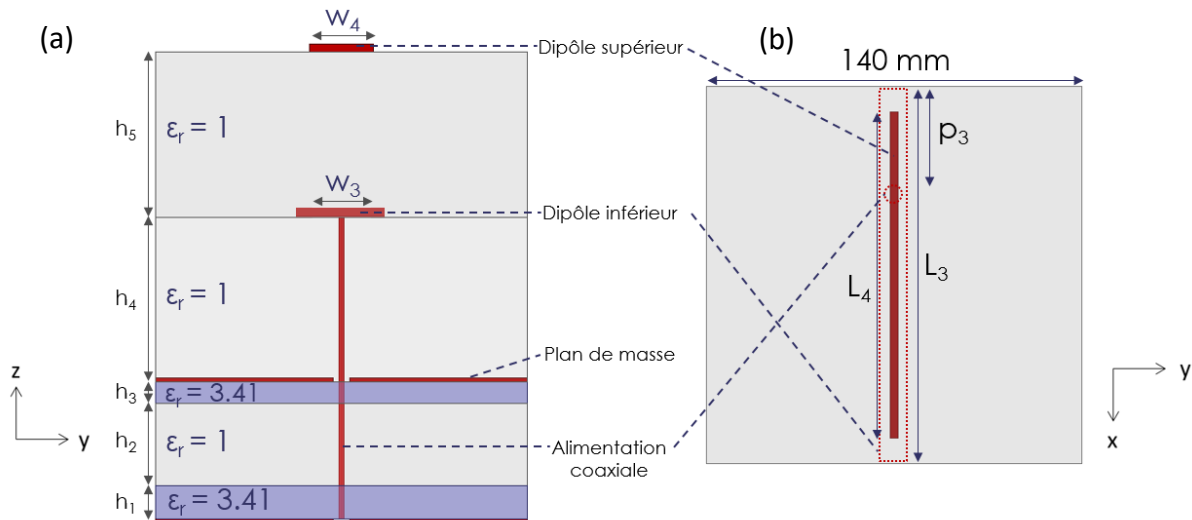 (a)
W₄
Dipôle supérieur
(b)
140 mm
h₅
εᵣ = 1
p₃
W₃
Dipôle inférieur
L₄
L₃
h₄
εᵣ = 1
Plan de masse
z
y
h₃
εᵣ = 3.41
h₂
εᵣ = 1
Alimentation
coaxiale
y
x
h₁
εᵣ = 3.41